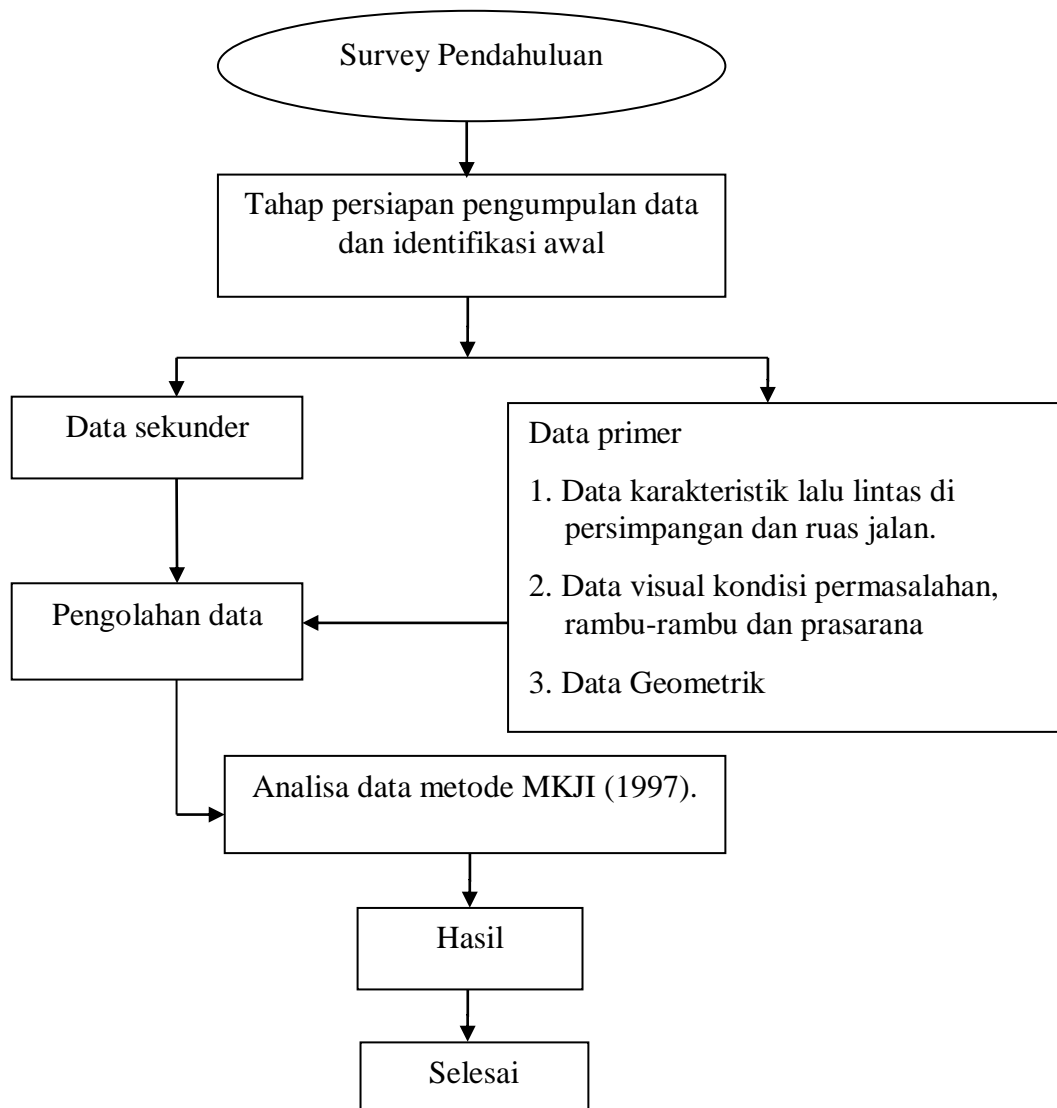 Survey Pendahuluan
Tahap persiapan pengumpulan data
dan identifikasi awal
Data sekunder
Data primer
1. Data karakteristik lalu lintas di
persimpangan dan ruas jalan.
2. Data visual kondisi permasalahan,
rambu-rambu dan prasarana
3. Data Geometrik
Pengolahan data
Analisa data metode MKJI (1997).
Hasil
Selesai